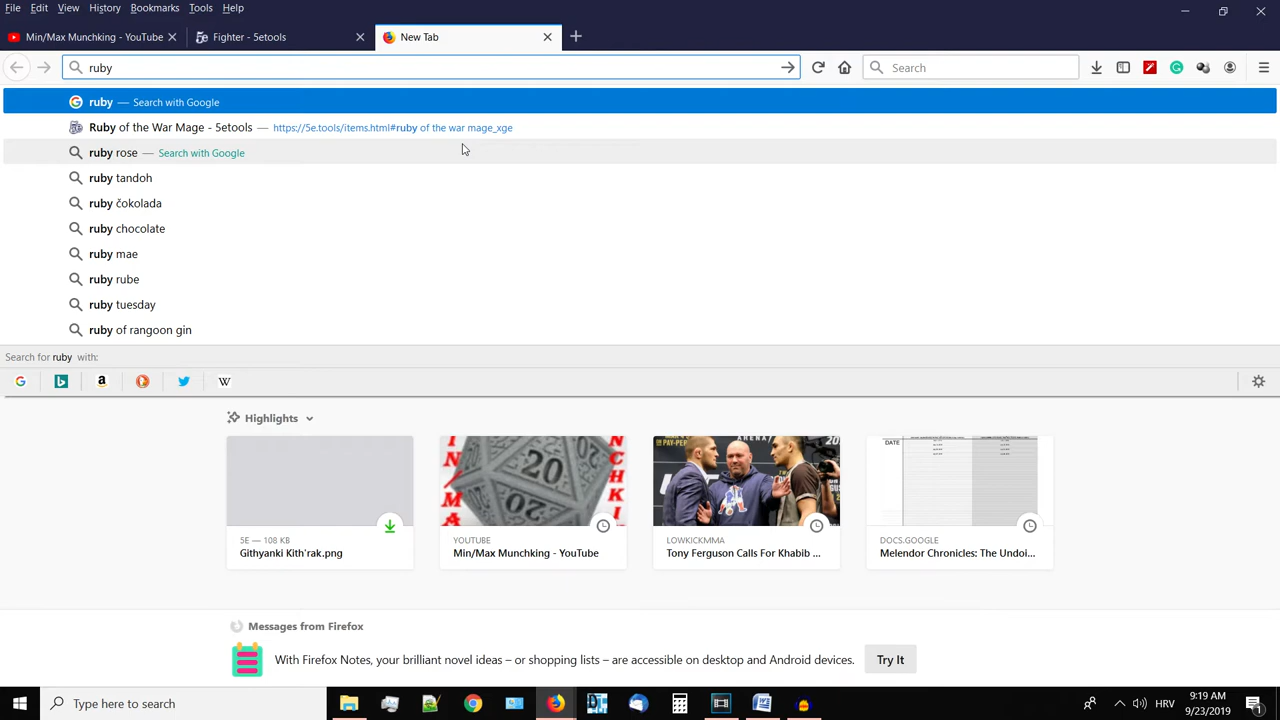 File Edit View History Bookmarks Tools Help
Min/Max Munchking - YouTube Fighter - 5etools New Tab
ruby Search
ruby — Search with Google
Ruby of the War Mage - 5etools — https://5e.tools/items.html#ruby of the war mage_xge
ruby rose — Search with Google
ruby tandoh
ruby čokolada
ruby chocolate
ruby mae
ruby rube
ruby tuesday
ruby of rangoon gin
Search for ruby with:
Highlights
20
DATE
5E — 108 KB
Githyanki Kith'rak.png
YOUTUBE
Min/Max Munchking - YouTube
LOWKICKMMA
Tony Ferguson Calls For Khabib ...
DOCS.GOOGLE
Melendor Chronicles: The Undoi...
Messages from Firefox
With Firefox Notes, your brilliant novel ideas – or shopping lists – are accessible on desktop and Android devices. Try It
Type here to search
HRV
9:19 AM
9/23/2019
1